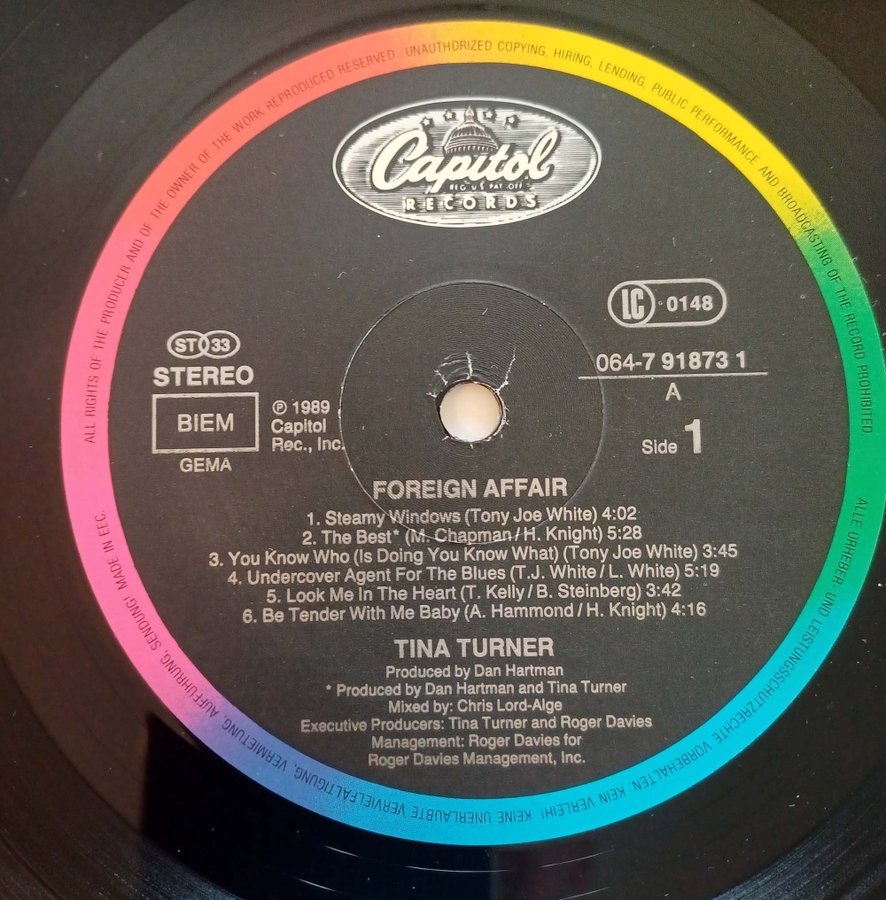 ALL RIGHTS OF THE PRODUCER AND OF THE OWNER OF THE WORK REPRODUCED RESERVED. UNAUTHORIZED COPYING, HIRING, LENDING, PUBLIC PERFORMANCE AND BROADCASTING OF THE RECORD PROHIBITED.
Capitol
REG. U.S. PAT. OFF.
RECORDS
LC 0148
ST 33
STEREO
BIEM
GEMA
℗ 1989
Capitol
Rec., Inc.
064-7 91873 1
A
Side 1
FOREIGN AFFAIR
1. Steamy Windows (Tony Joe White) 4:02
2. The Best* (M. Chapman / H. Knight) 5:28
3. You Know Who (Is Doing You Know What) (Tony Joe White) 3:45
4. Undercover Agent For The Blues (T.J. White / L. White) 5:19
5. Look Me In The Heart (T. Kelly / B. Steinberg) 3:42
6. Be Tender With Me Baby (A. Hammond / H. Knight) 4:16
TINA TURNER
Produced by Dan Hartman
* Produced by Dan Hartman and Tina Turner
Mixed by: Chris Lord-Alge
Executive Producers: Tina Turner and Roger Davies
Management: Roger Davies for
Roger Davies Management, Inc.
ALLE URHEBER- UND LEISTUNGSSCHUTZRECHTE VORBEHALTEN. KEIN VERLEIH! KEINE UNERLAUBTE VERVIELFÄLTIGUNG, VERMIETUNG, AUFFÜHRUNG, SENDUNG! MADE IN EEC.